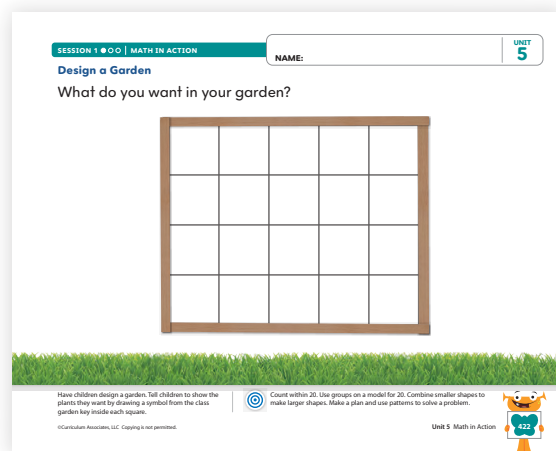 SESSION 1 ●○○ | MATH IN ACTION
NAME:
UNIT
5
Design a Garden
What do you want in your garden?
Have children design a garden. Tell children to show the
plants they want by drawing a symbol from the class
garden key inside each square.
Count within 20. Use groups on a model for 20. Combine smaller shapes to
make larger shapes. Make a plan and use patterns to solve a problem.
©Curriculum Associates, LLC Copying is not permitted.
Unit 5 Math in Action
422